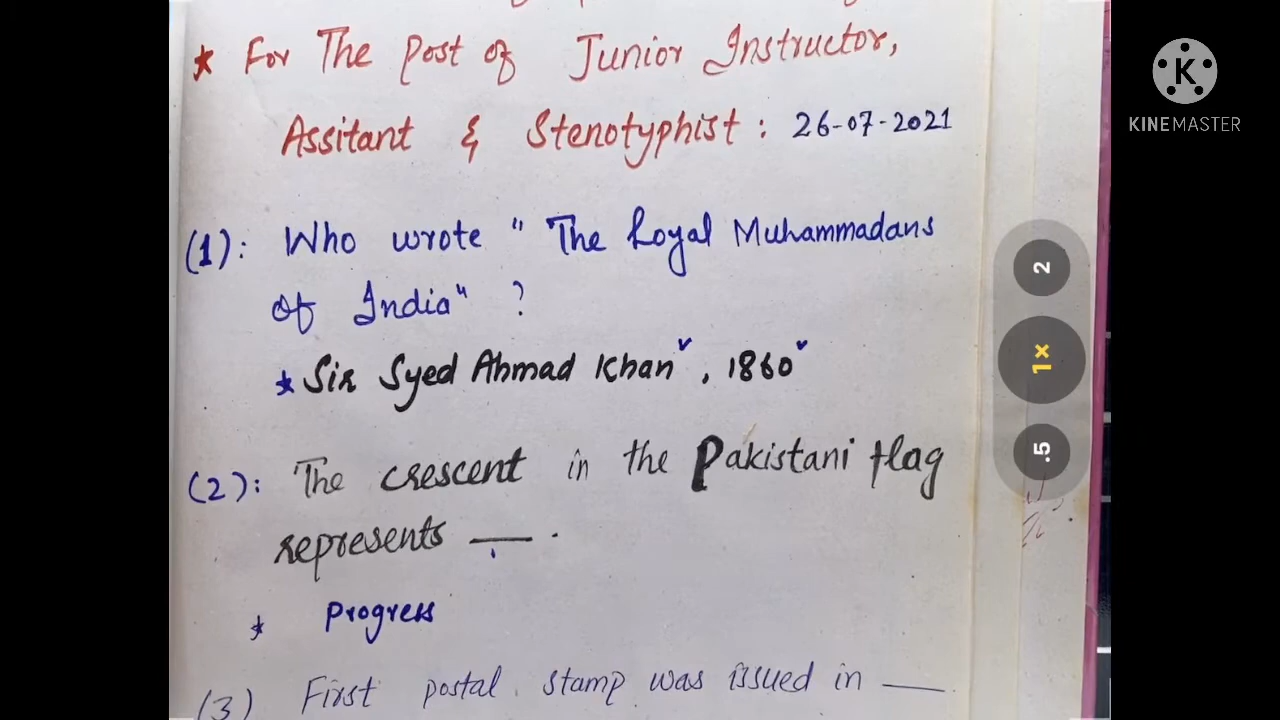 * For The Post of Junior Instructor,
Assitant & Stenotyphist : 26-07-2021
(1): Who wrote " The Loyal Muhammadans
of India" ?
* Sir Syed Ahmad Khan, 1860
(2): The crescent in the Pakistani flag
represents ___.
* Progress
(3) First postal stamp was issued in ___
K
KINEMASTER
2
1×
.5